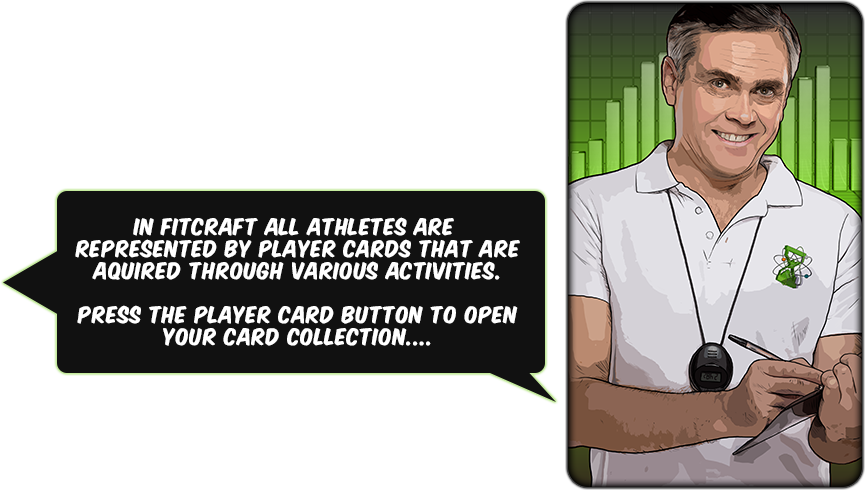 IN FITCRAFT ALL ATHLETES ARE
REPRESENTED BY PLAYER CARDS THAT ARE
AQUIRED THROUGH VARIOUS ACTIVITIES.
PRESS THE PLAYER CARD BUTTON TO OPEN
YOUR CARD COLLECTION....